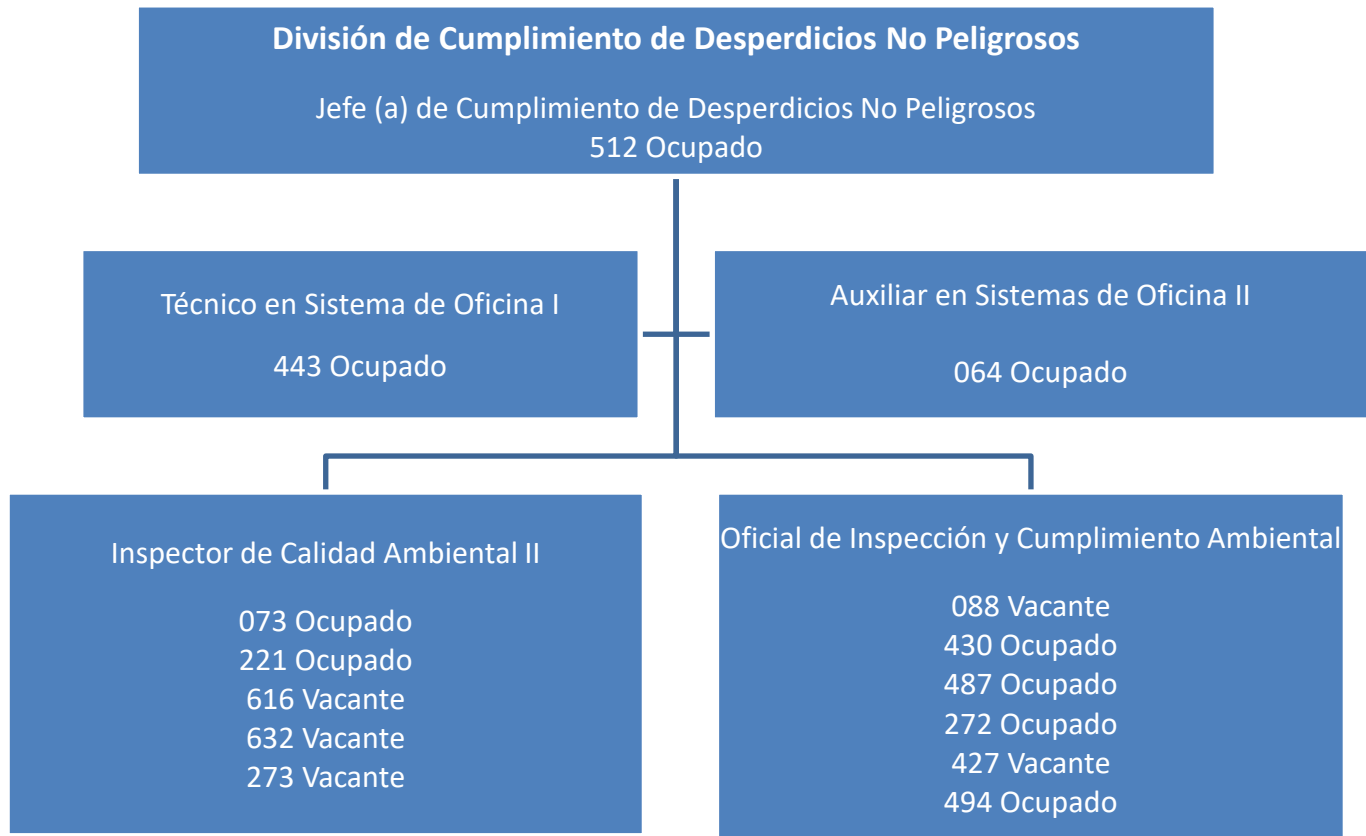 División de Cumplimiento de Desperdicios No Peligrosos
Jefe (a) de Cumplimiento de Desperdicios No Peligrosos
512 Ocupado
Técnico en Sistema de Oficina I
443 Ocupado
Auxiliar en Sistemas de Oficina II
064 Ocupado
Inspector de Calidad Ambiental II
073 Ocupado
221 Ocupado
616 Vacante
632 Vacante
273 Vacante
Oficial de Inspección y Cumplimiento Ambiental
088 Vacante
430 Ocupado
487 Ocupado
272 Ocupado
427 Vacante
494 Ocupado